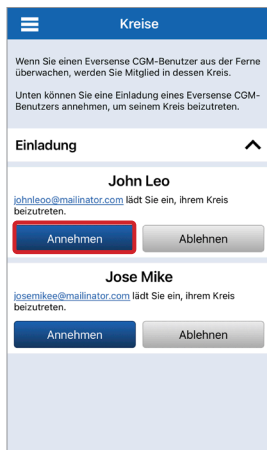 Kreise
Wenn Sie einen Eversense CGM-Benutzer aus der Ferne
überwachen, werden Sie Mitglied in dessen Kreis.
Unten können Sie eine Einladung eines Eversense CGM-
Benutzers annehmen, um seinem Kreis beizutreten.
Einladung
John Leo
johnleoo@mailinator.com lädt Sie ein, ihrem Kreis
beizutreten.
Annehmen Ablehnen
Jose Mike
josemikee@mailinator.com lädt Sie ein, ihrem Kreis
beizutreten.
Annehmen Ablehnen